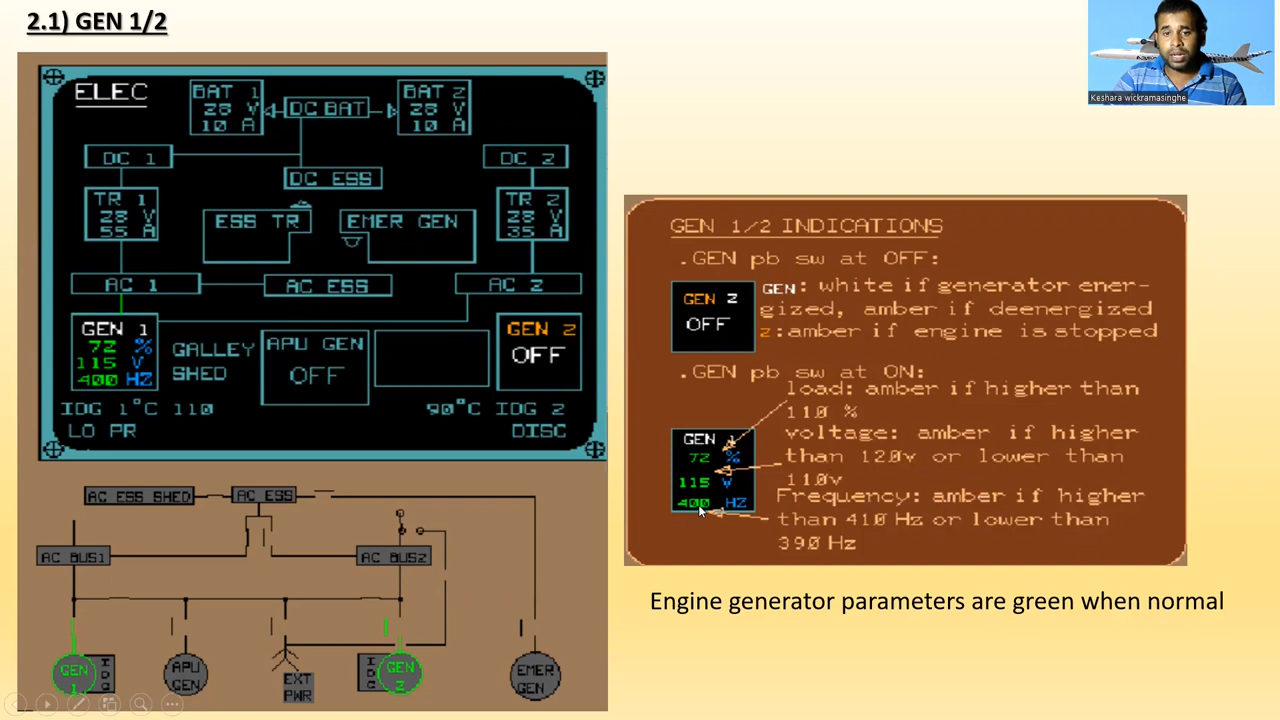 2.1) GEN 1/2
Keshara wickramasinghe
ELEC
BAT 1
28 V
10 A
DC BAT
BAT 2
28 V
10 A
DC 1
DC 2
DC ESS
TR 1
28 V
55 A
ESS TR
EMER GEN
TR 2
28 V
35 A
AC 1
AC ESS
AC 2
GEN 1
72 %
115 V
400 HZ
GALLEY
SHED
APU GEN
OFF
GEN 2
OFF
IDG 1°C 110
90°C IDG 2
LO PR
DISC
AC ESS SHED
AC ESS
AC BUS1
AC BUS2
GEN
1
IDG
APU
GEN
EXT
PWR
IDG
GEN
2
EMER
GEN
GEN 1/2 INDICATIONS
.GEN pb sw at OFF:
GEN 2
OFF
GEN: white if generator ener-
gized, amber if deenergized
2:amber if engine is stopped
.GEN pb sw at ON:
load: amber if higher than
110 %
GEN 1
72 %
115 V
400 HZ
voltage: amber if higher
than 120v or lower than
110v
Frequency: amber if higher
than 410 Hz or lower than
390 Hz
Engine generator parameters are green when normal